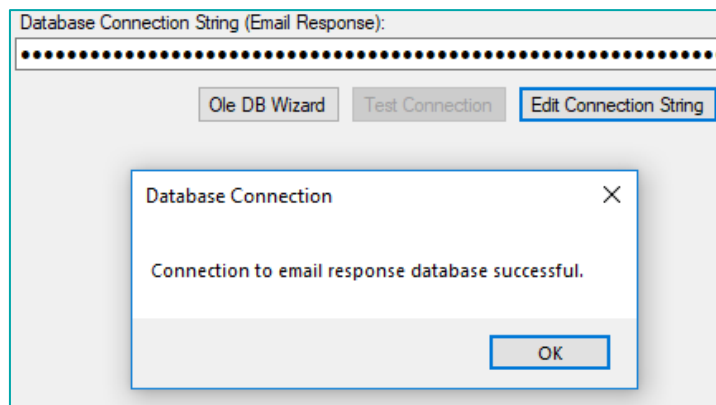 Database Connection String (Email Response):
Ole DB Wizard Test Connection Edit Connection String
Database Connection
Connection to email response database successful.
OK